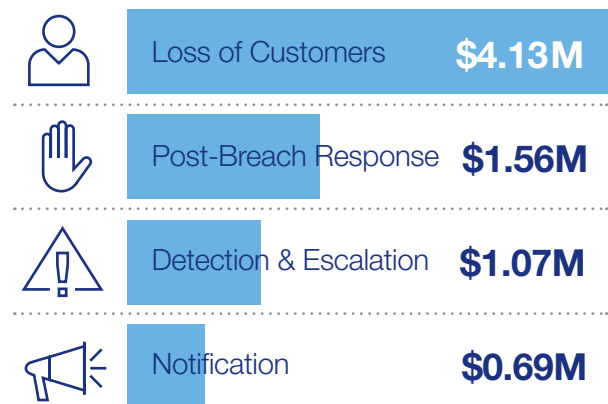 Loss of Customers $4.13M
Post-Breach Response $1.56M
Detection & Escalation $1.07M
Notification $0.69M